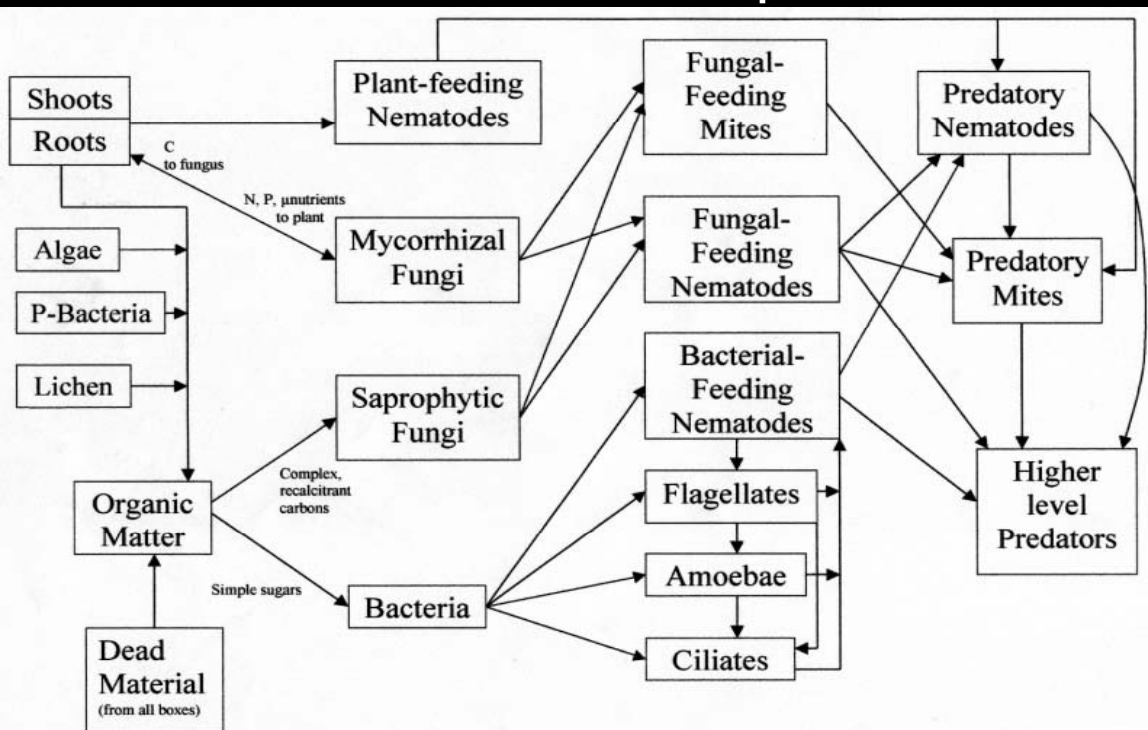 Shoots
Roots
C
to fungus
N, P, µnutrients
to plant
Algae
P-Bacteria
Lichen
Organic
Matter
Dead
Material
(from all boxes)
Complex,
recalcitrant
carbons
Simple sugars
Plant-feeding
Nematodes
Mycorrhizal
Fungi
Saprophytic
Fungi
Bacteria
Fungal-
Feeding
Mites
Fungal-
Feeding
Nematodes
Bacterial-
Feeding
Nematodes
Flagellates
Amoebae
Ciliates
Predatory
Nematodes
Predatory
Mites
Higher
level
Predators